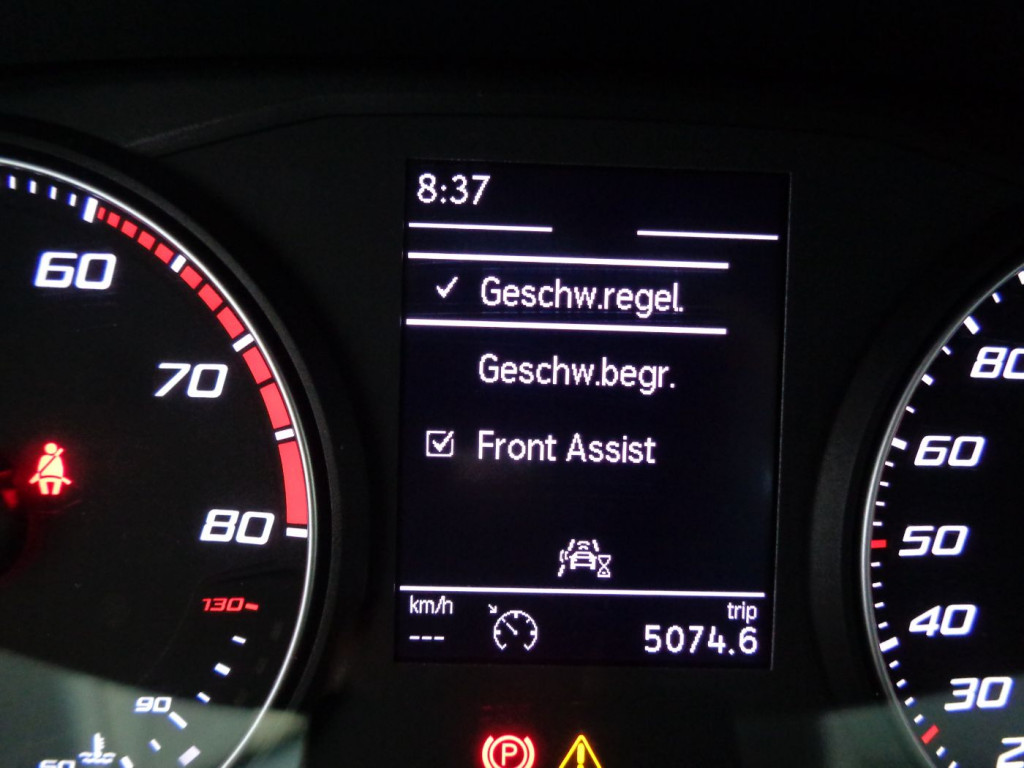 8:37
Geschw.regel.
Geschw.begr.
Front Assist
km/h
trip
---
5074.6
60
70
80
130
90
80
60
50
40
30
P